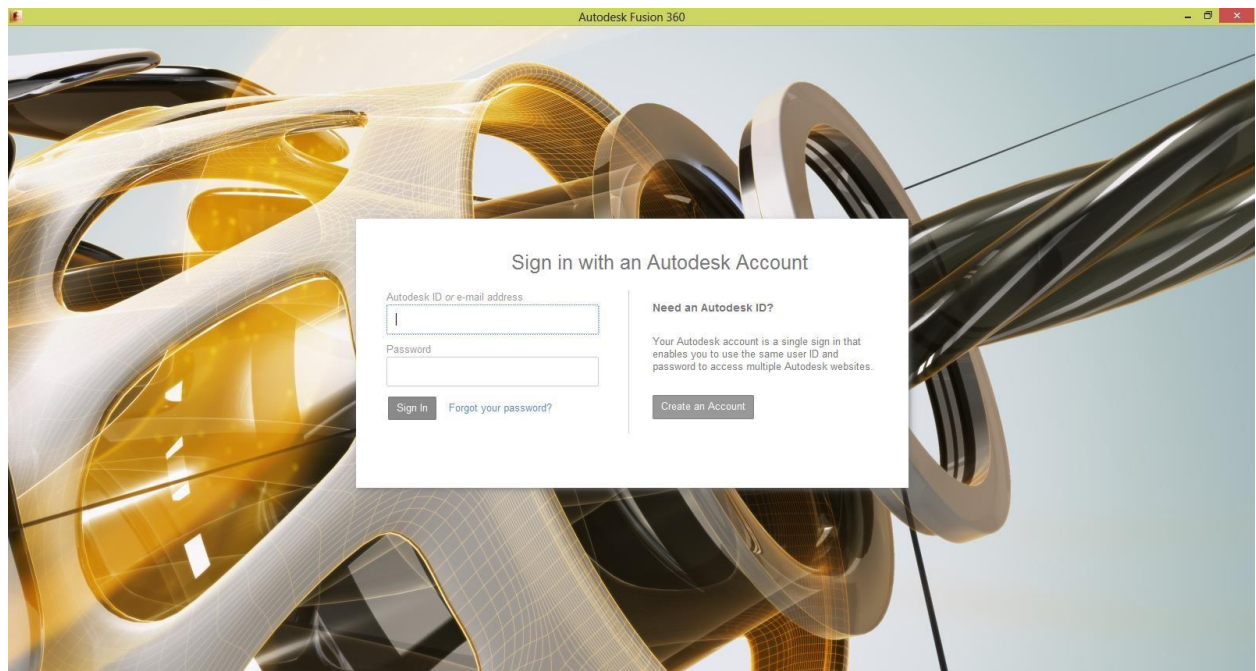 Autodesk Fusion 360
Sign in with an Autodesk Account
Autodesk ID or e-mail address
Password
Sign In Forgot your password?
Need an Autodesk ID?
Your Autodesk account is a single sign in that
enables you to use the same user ID and
password to access multiple Autodesk websites.
Create an Account